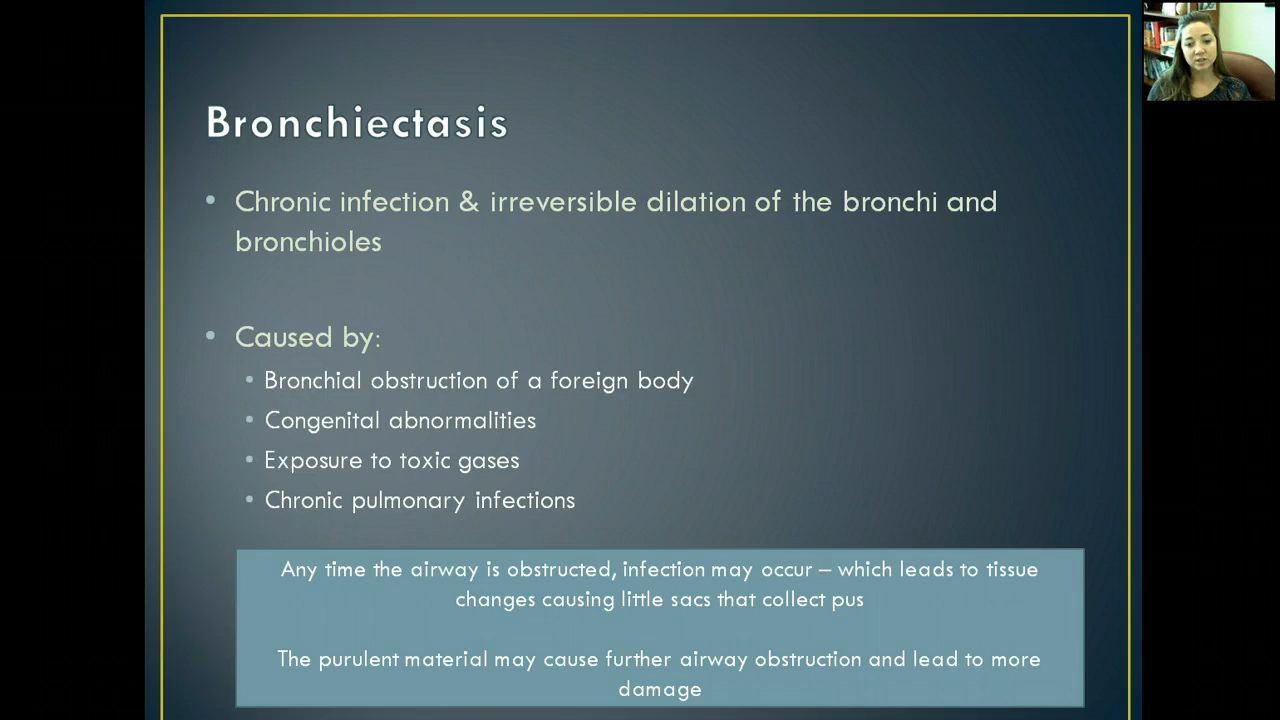 Bronchiectasis
• Chronic infection & irreversible dilation of the bronchi and
bronchioles
• Caused by:
• Bronchial obstruction of a foreign body
• Congenital abnormalities
• Exposure to toxic gases
• Chronic pulmonary infections
Any time the airway is obstructed, infection may occur – which leads to tissue
changes causing little sacs that collect pus
The purulent material may cause further airway obstruction and lead to more
damage